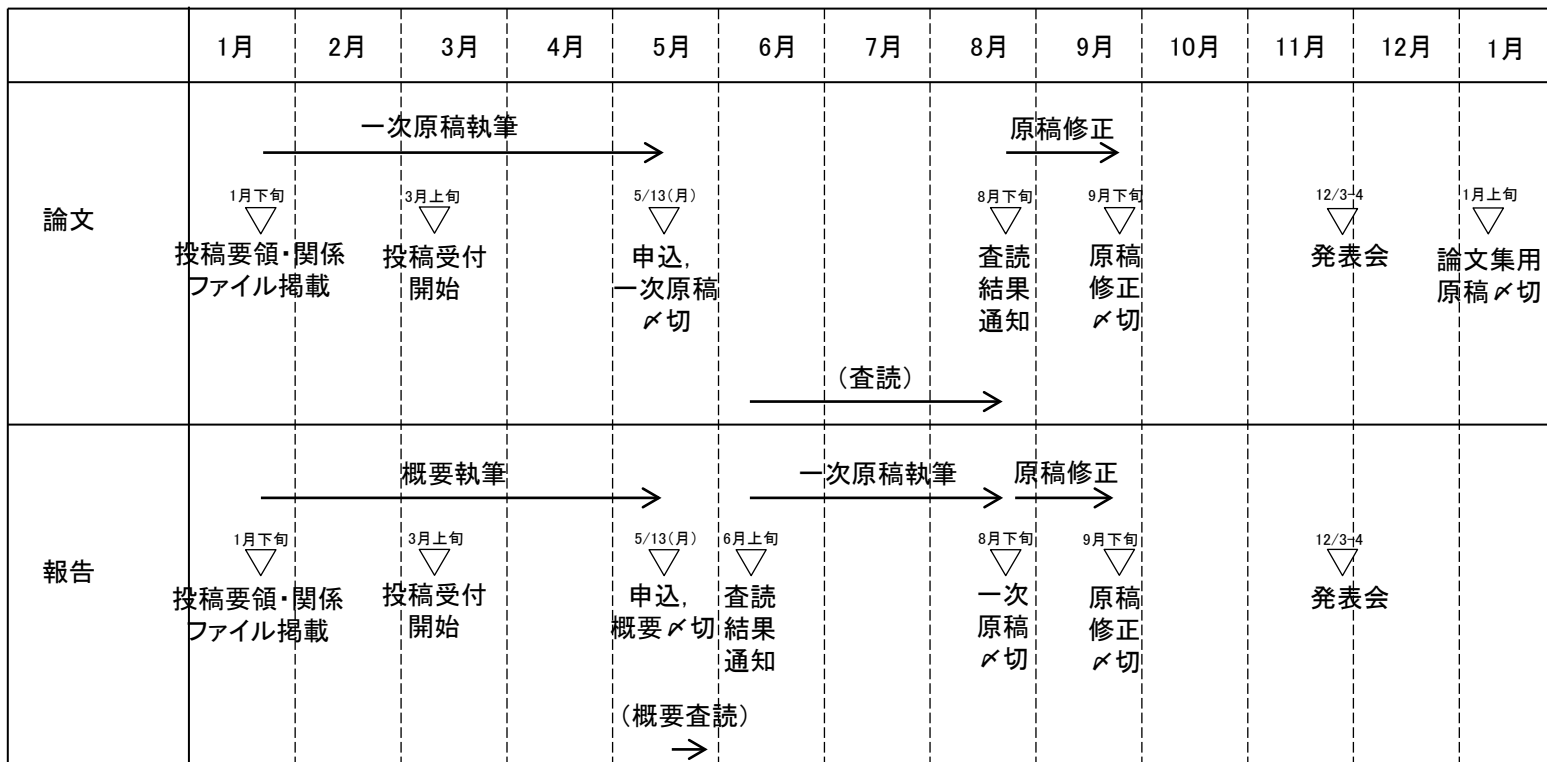 1月 2月 3月 4月 5月 6月 7月 8月 9月 10月 11月 12月 1月
論文
一次原稿執筆
原稿修正
1月下旬
投稿要領・関係
ファイル掲載
3月上旬
投稿受付
開始
5/13(月)
申込,
一次原稿
〆切
8月下旬
査読
結果
通知
9月下旬
原稿
修正
〆切
12/3-4
発表会
1月上旬
論文集用
原稿〆切
(査読)
報告
概要執筆
一次原稿執筆
原稿修正
1月下旬
投稿要領・関係
ファイル掲載
3月上旬
投稿受付
開始
5/13(月)
申込,
概要〆切
6月上旬
査読
結果
通知
8月下旬
一次
原稿
〆切
9月下旬
原稿
修正
〆切
12/3-4
発表会
(概要査読)